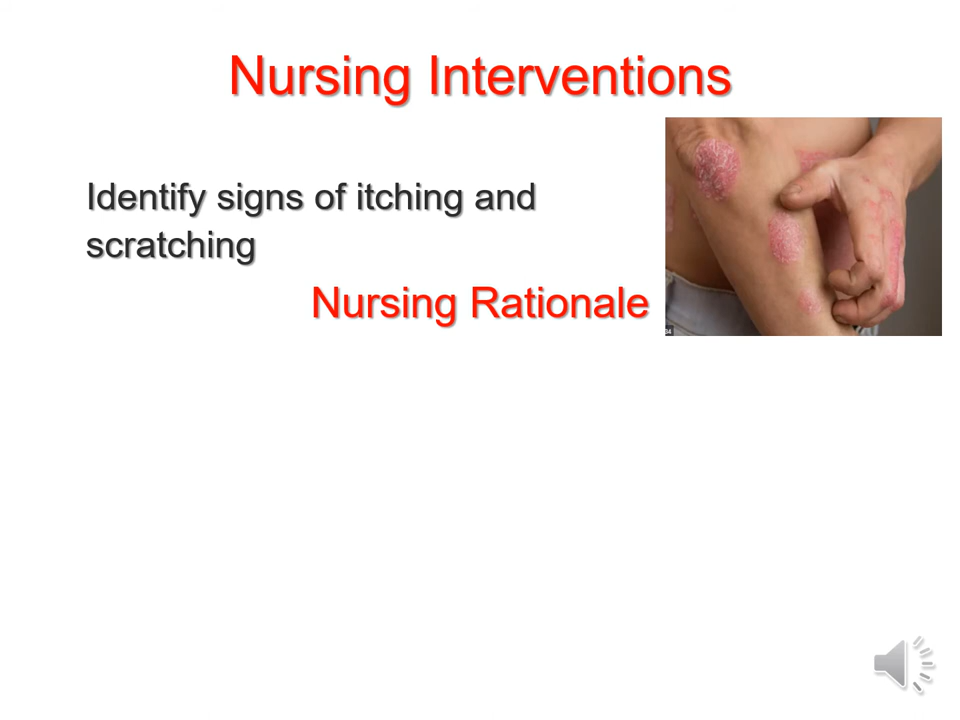 Nursing Interventions
Identify signs of itching and
scratching
Nursing Rationale